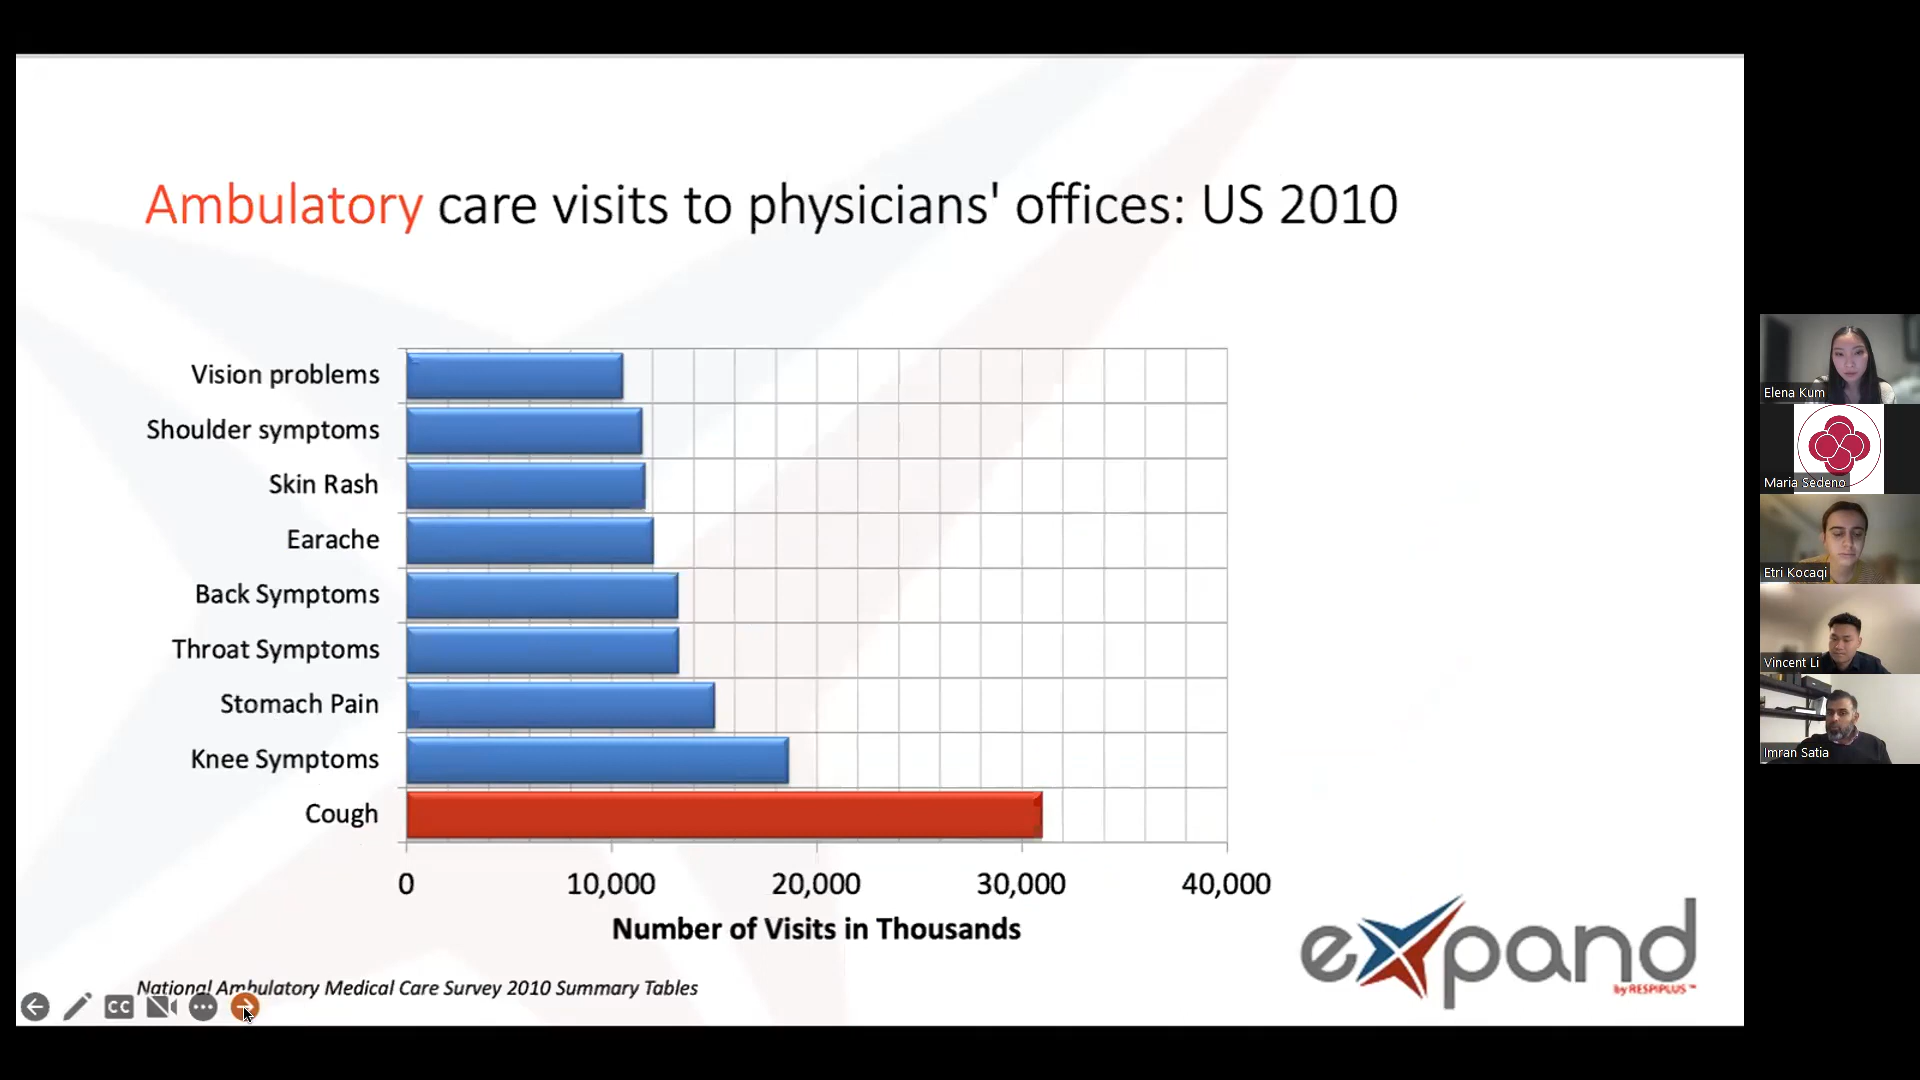 Ambulatory care visits to physicians' offices: US 2010
Vision problems
Shoulder symptoms
Skin Rash
Earache
Back Symptoms
Throat Symptoms
Stomach Pain
Knee Symptoms
Cough
0 10,000 20,000 30,000 40,000
Number of Visits in Thousands
National Ambulatory Medical Care Survey 2010 Summary Tables
CC
expand
by RESPIPLUS™
Elena Kum
Maria Sedeno
Etri Kocaqi
Vincent Li
Imran Satia